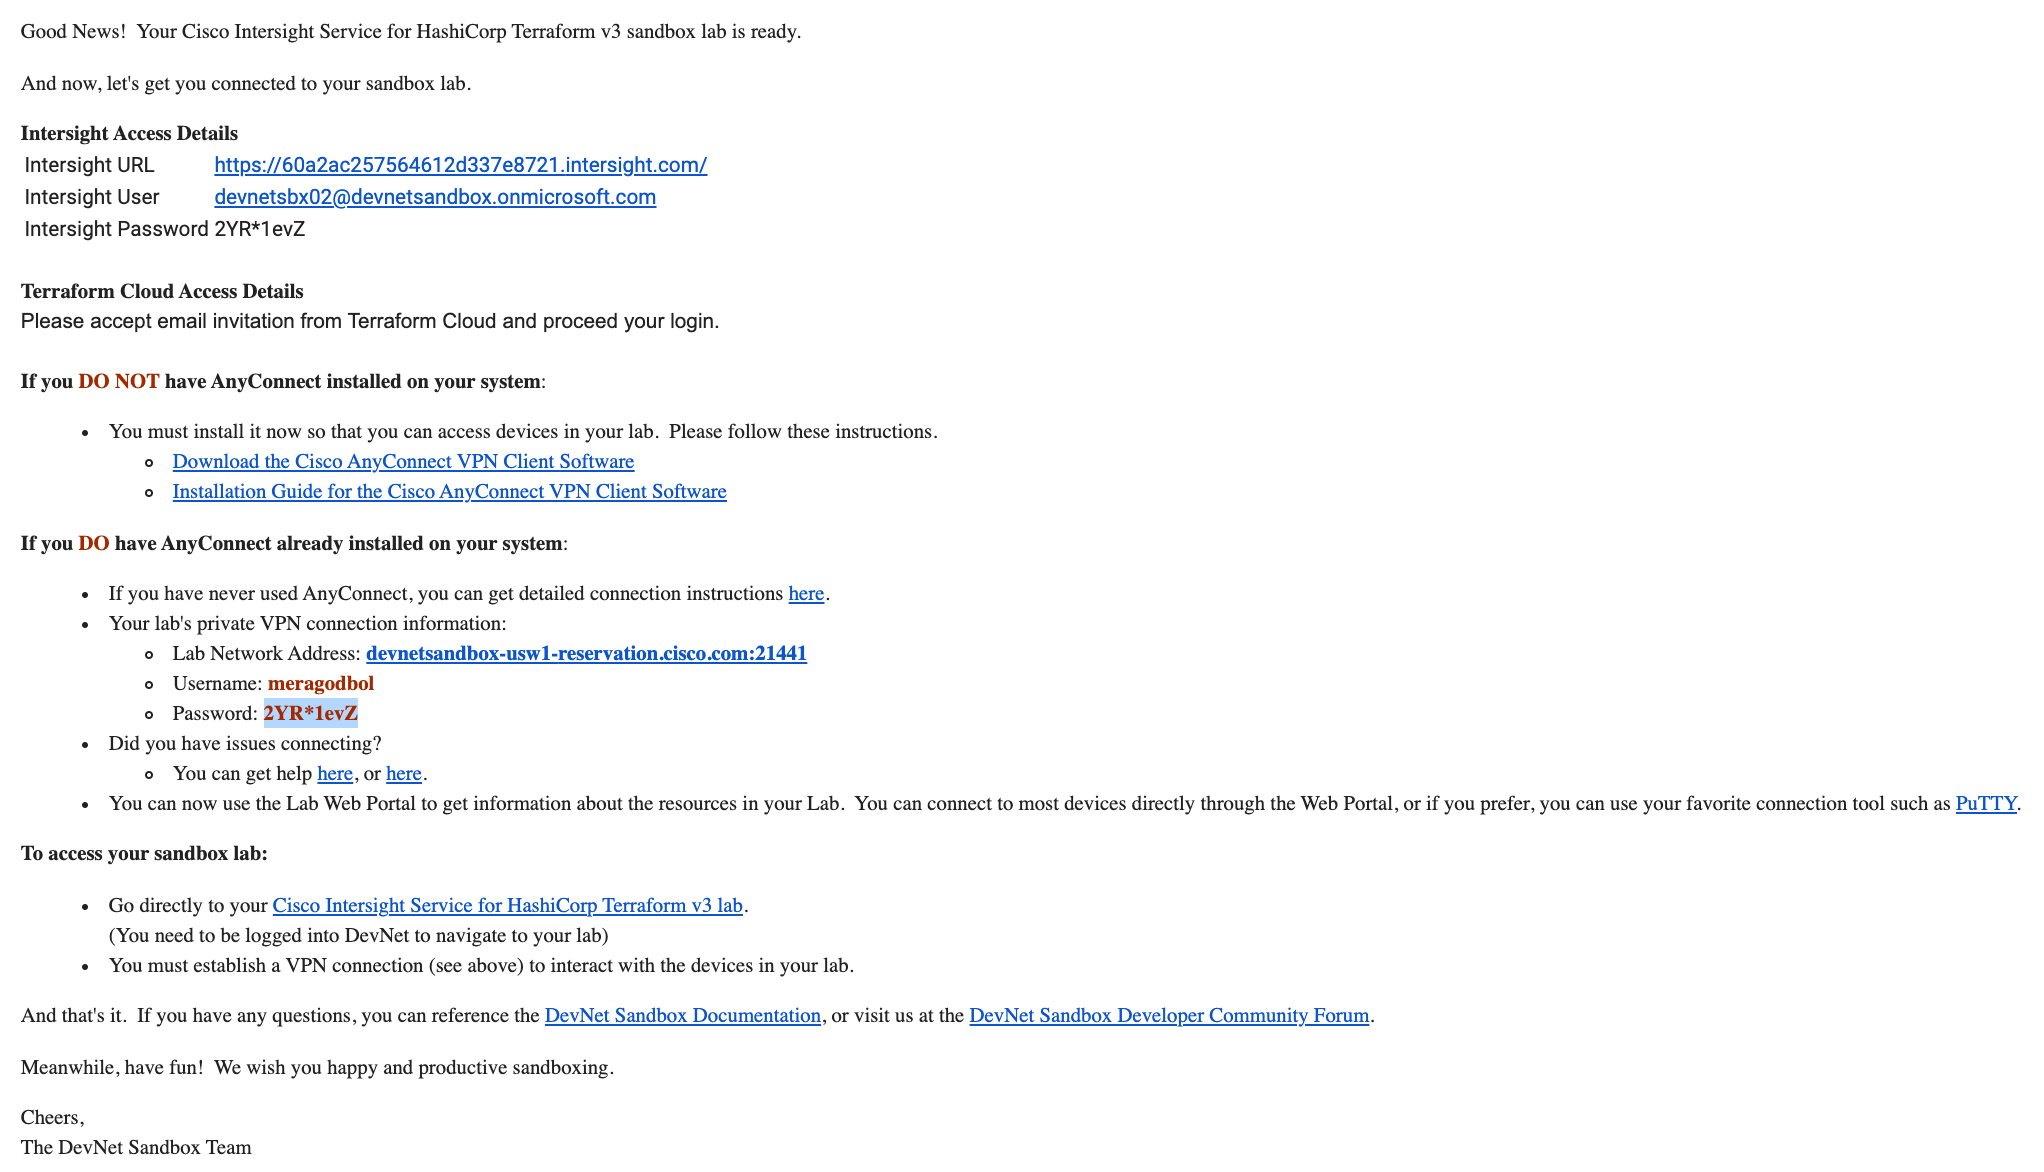 Good News!  Your Cisco Intersight Service for HashiCorp Terraform v3 sandbox lab is ready.
And now, let's get you connected to your sandbox lab.
Intersight Access Details
Intersight URL https://60a2ac257564612d337e8721.intersight.com/
Intersight User devnetsbx02@devnetsandbox.onmicrosoft.com
Intersight Password 2YR*1evZ
Terraform Cloud Access Details
Please accept email invitation from Terraform Cloud and proceed your login.
If you DO NOT have AnyConnect installed on your system:
• You must install it now so that you can access devices in your lab.  Please follow these instructions.
o Download the Cisco AnyConnect VPN Client Software
o Installation Guide for the Cisco AnyConnect VPN Client Software
If you DO have AnyConnect already installed on your system:
• If you have never used AnyConnect, you can get detailed connection instructions here.
• Your lab's private VPN connection information:
o Lab Network Address: devnetsandbox-usw1-reservation.cisco.com:21441
o Username: meragodbol
o Password: 2YR*1evZ
• Did you have issues connecting?
o You can get help here, or here.
• You can now use the Lab Web Portal to get information about the resources in your Lab.  You can connect to most devices directly through the Web Portal, or if you prefer, you can use your favorite connection tool such as PuTTY.
To access your sandbox lab:
• Go directly to your Cisco Intersight Service for HashiCorp Terraform v3 lab.
(You need to be logged into DevNet to navigate to your lab)
• You must establish a VPN connection (see above) to interact with the devices in your lab.
And that's it.  If you have any questions, you can reference the DevNet Sandbox Documentation, or visit us at the DevNet Sandbox Developer Community Forum.
Meanwhile, have fun!  We wish you happy and productive sandboxing.
Cheers,
The DevNet Sandbox Team